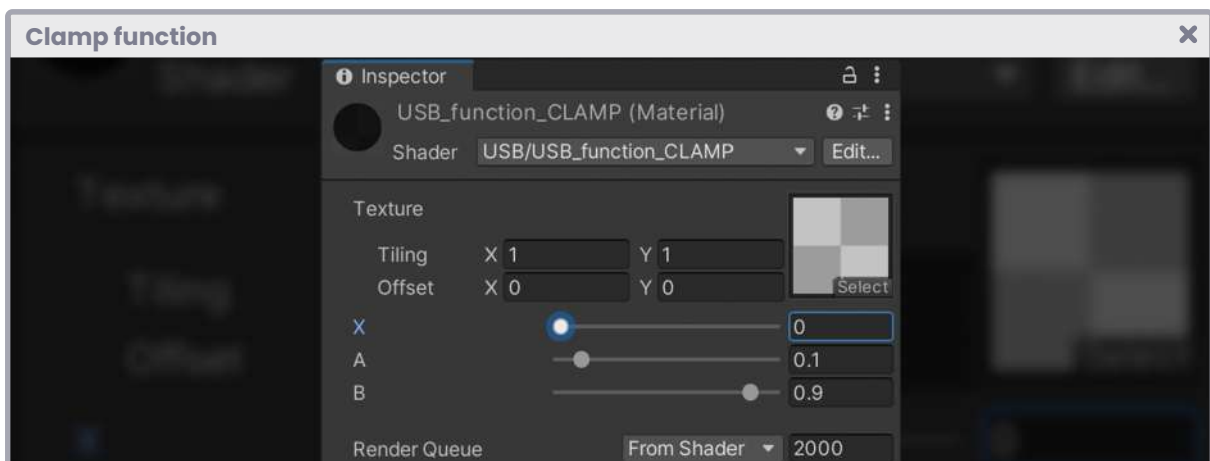 Clamp function
Inspector
USB_function_CLAMP (Material)
Shader USB/USB_function_CLAMP Edit...
Texture
Tiling X 1 Y 1
Offset X 0 Y 0
Select
X 0
A 0.1
B 0.9
Render Queue From Shader 2000